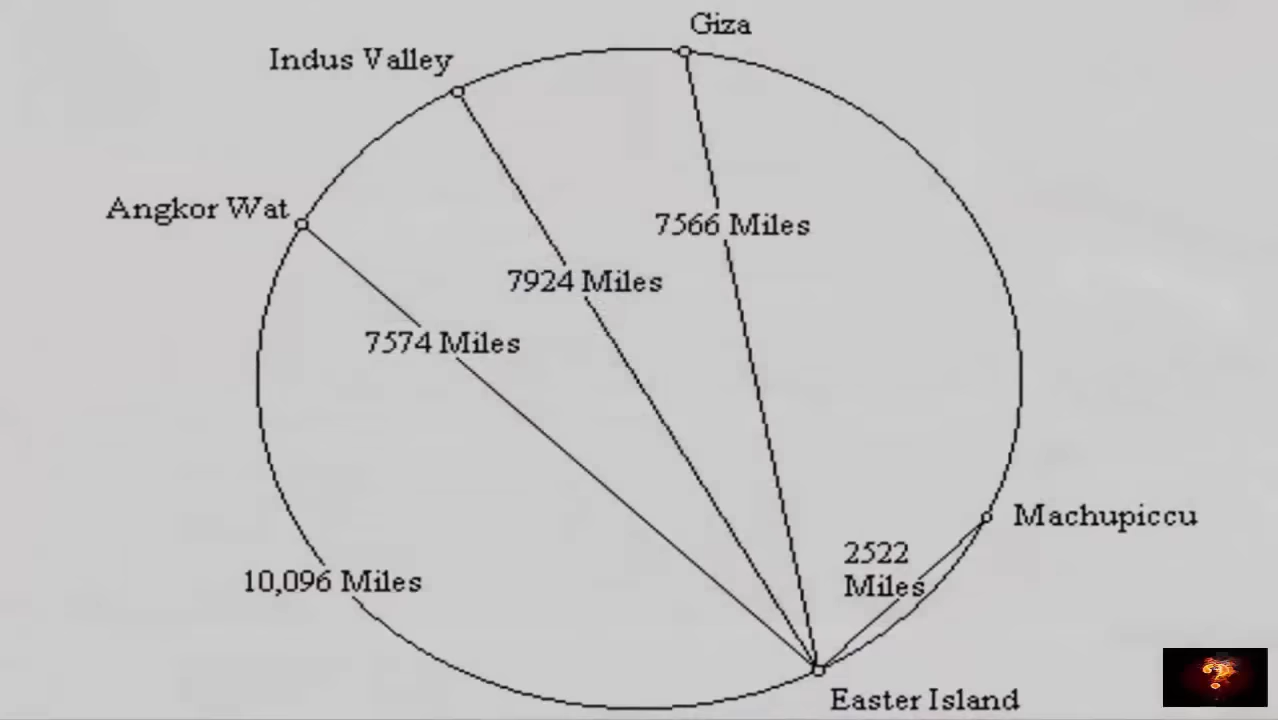 Giza
Indus Valley
Angkor Wat
7566 Miles
7924 Miles
7574 Miles
Machupiccu
2522
Miles
10,096 Miles
Easter Island